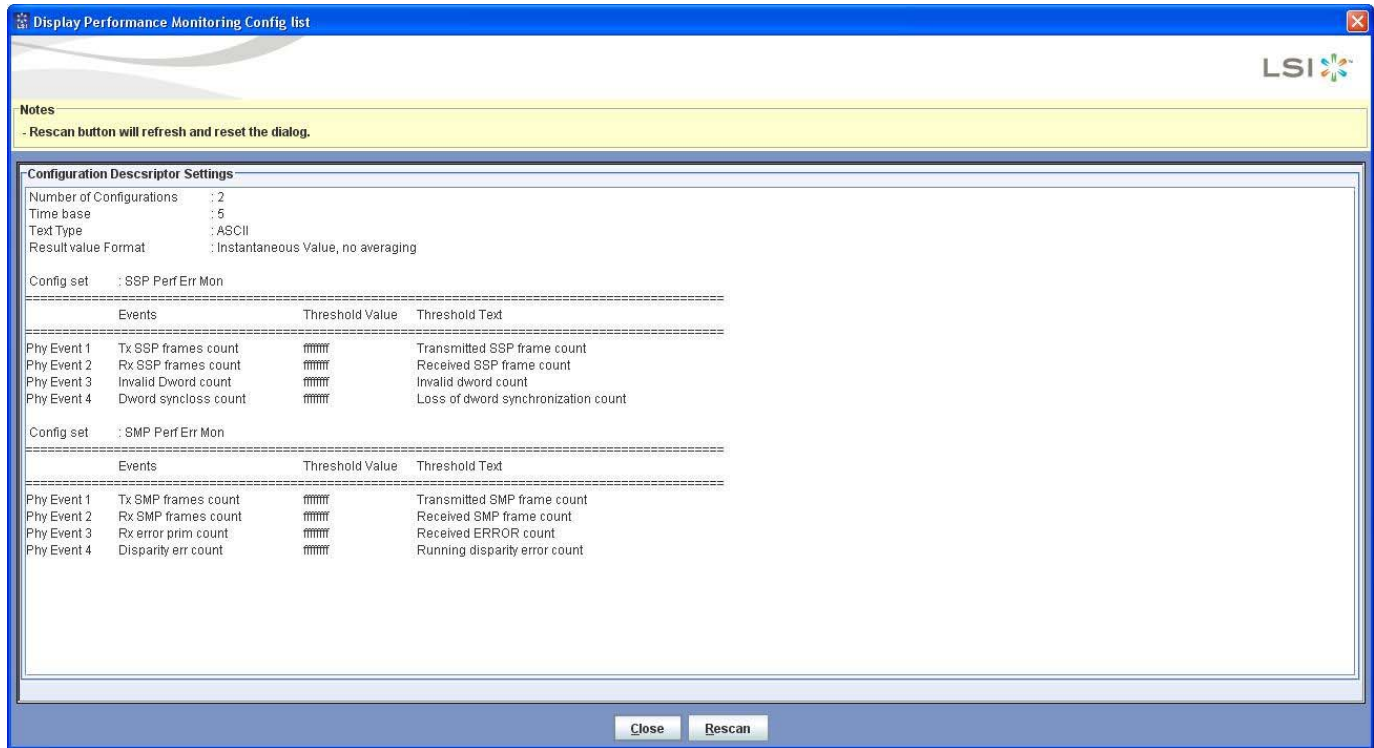 Display Performance Monitoring Config list
LSI
Notes
- Rescan button will refresh and reset the dialog.
Configuration Descsriptor Settings
Number of Configurations : 2
Time base : 5
Text Type : ASCII
Result value Format : Instantaneous Value, no averaging
Config set : SSP Perf Err Mon
Events Threshold Value Threshold Text
Phy Event 1 Tx SSP frames count ffffffff Transmitted SSP frame count
Phy Event 2 Rx SSP frames count ffffffff Received SSP frame count
Phy Event 3 Invalid Dword count ffffffff Invalid dword count
Phy Event 4 Dword syncloss count ffffffff Loss of dword synchronization count
Config set : SMP Perf Err Mon
Events Threshold Value Threshold Text
Phy Event 1 Tx SMP frames count ffffffff Transmitted SMP frame count
Phy Event 2 Rx SMP frames count ffffffff Received SMP frame count
Phy Event 3 Rx error prim count ffffffff Received ERROR count
Phy Event 4 Disparity err count ffffffff Running disparity error count
Close Rescan